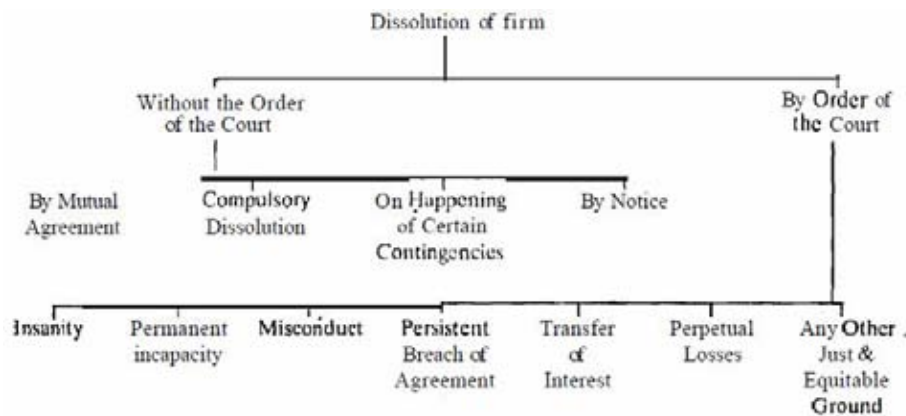 Dissolution of firm
Without the Order
of the Court
By Order of
the Court
By Mutual
Agreement
Compulsory
Dissolution
On Happening
of Certain
Contingencies
By Notice
Insanity
Permanent
incapacity
Misconduct
Persistent
Breach of
Agreement
Transfer
of
Interest
Perpetual
Losses
Any Other
Just &
Equitable
Ground